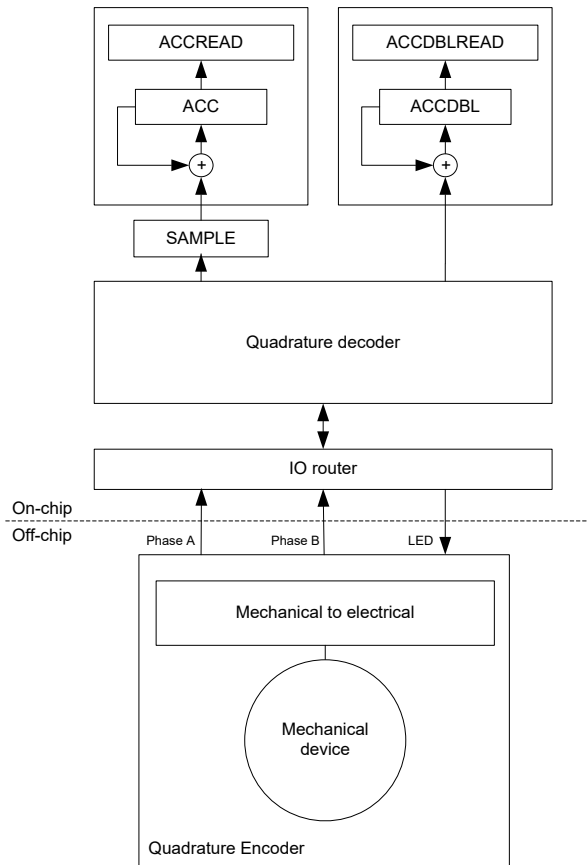 ACCREAD
ACCDBLREAD
ACC
ACCDBL
+
+
SAMPLE
Quadrature decoder
IO router
On-chip
Off-chip
Phase A
Phase B
LED
Mechanical to electrical
Mechanical
device
Quadrature Encoder